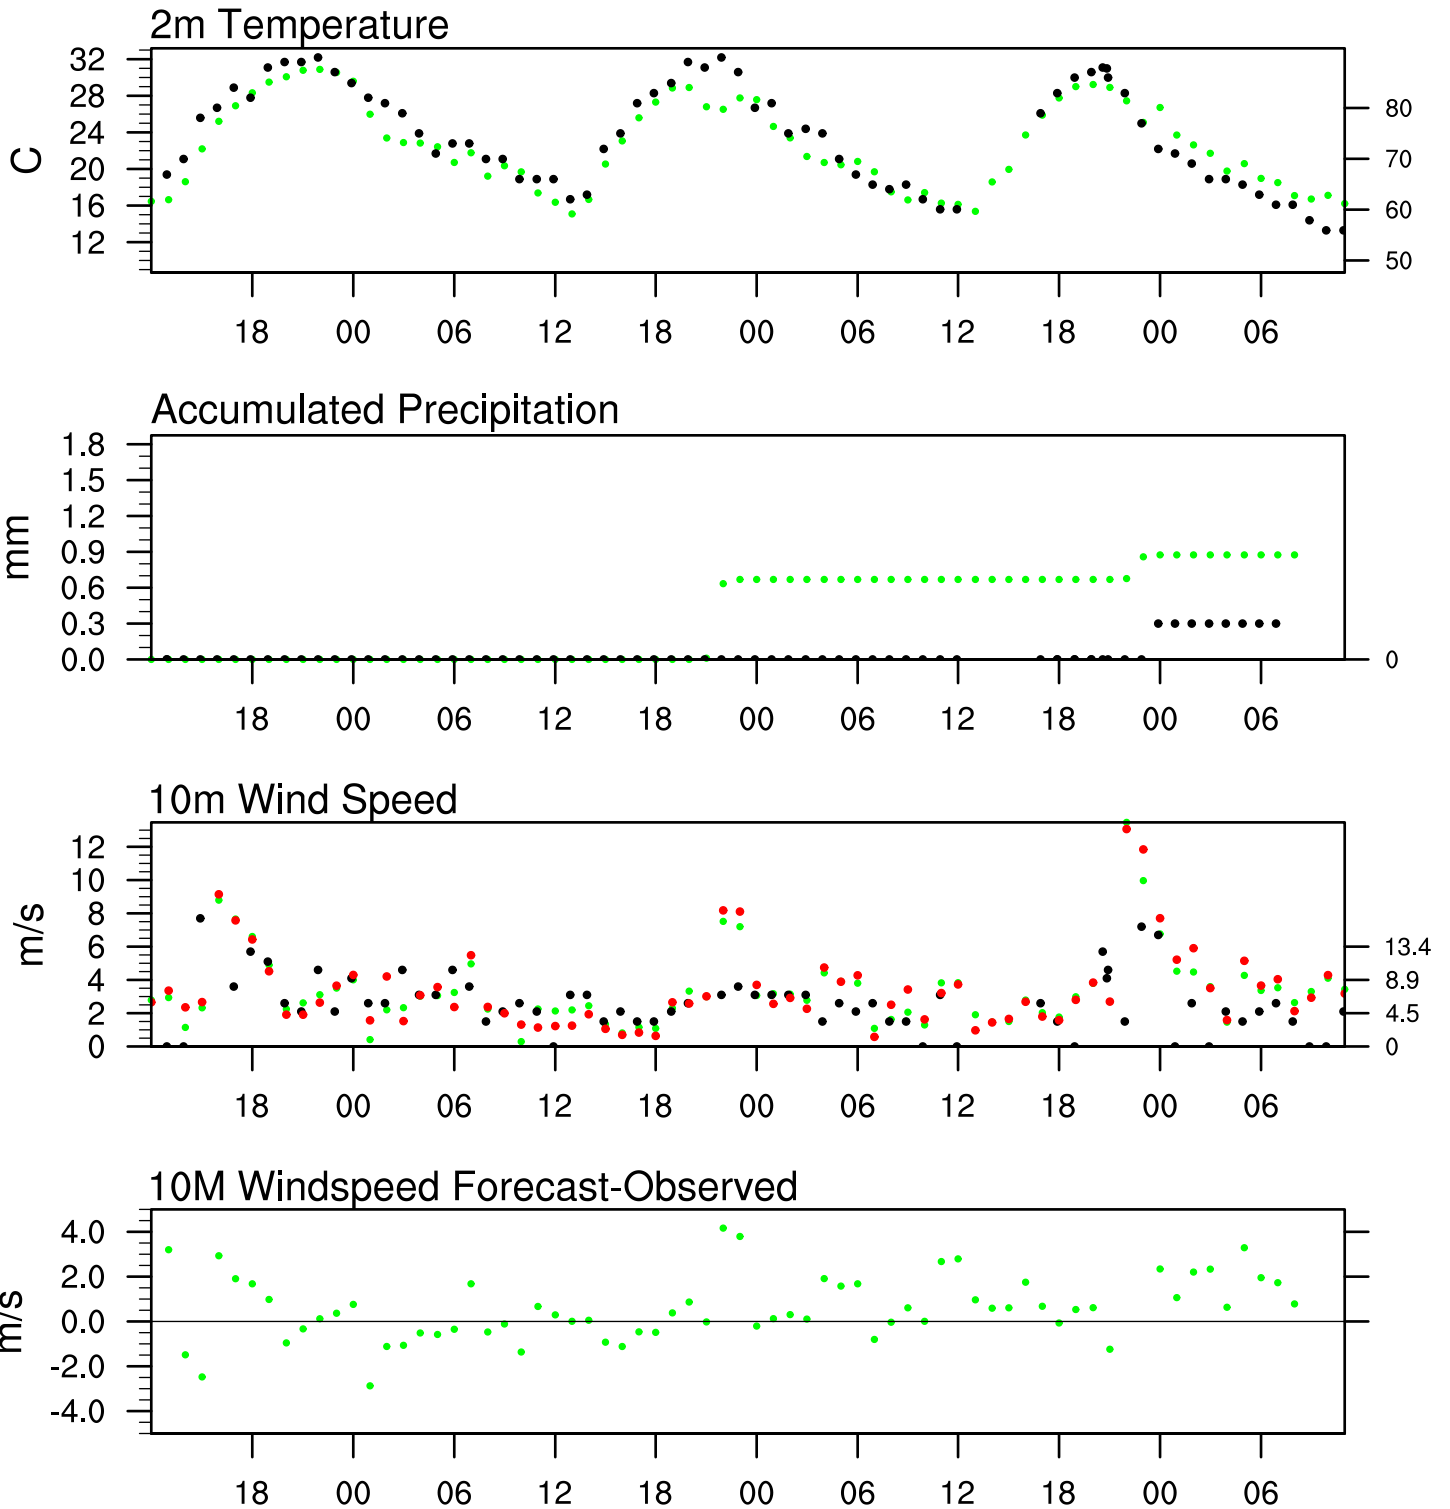 2m Temperature
32
28
24
20
16
12
C
80
70
60
50
18 00 06 12 18 00 06 12 18 00 06
Accumulated Precipitation
1.8
1.5
1.2
0.9
0.6
0.3
0.0
mm
0
18 00 06 12 18 00 06 12 18 00 06
10m Wind Speed
12
10
8
6
4
2
0
m/s
13.4
8.9
4.5
0
18 00 06 12 18 00 06 12 18 00 06
10M Windspeed Forecast-Observed
4.0
2.0
0.0
-2.0
-4.0
m/s
18 00 06 12 18 00 06 12 18 00 06